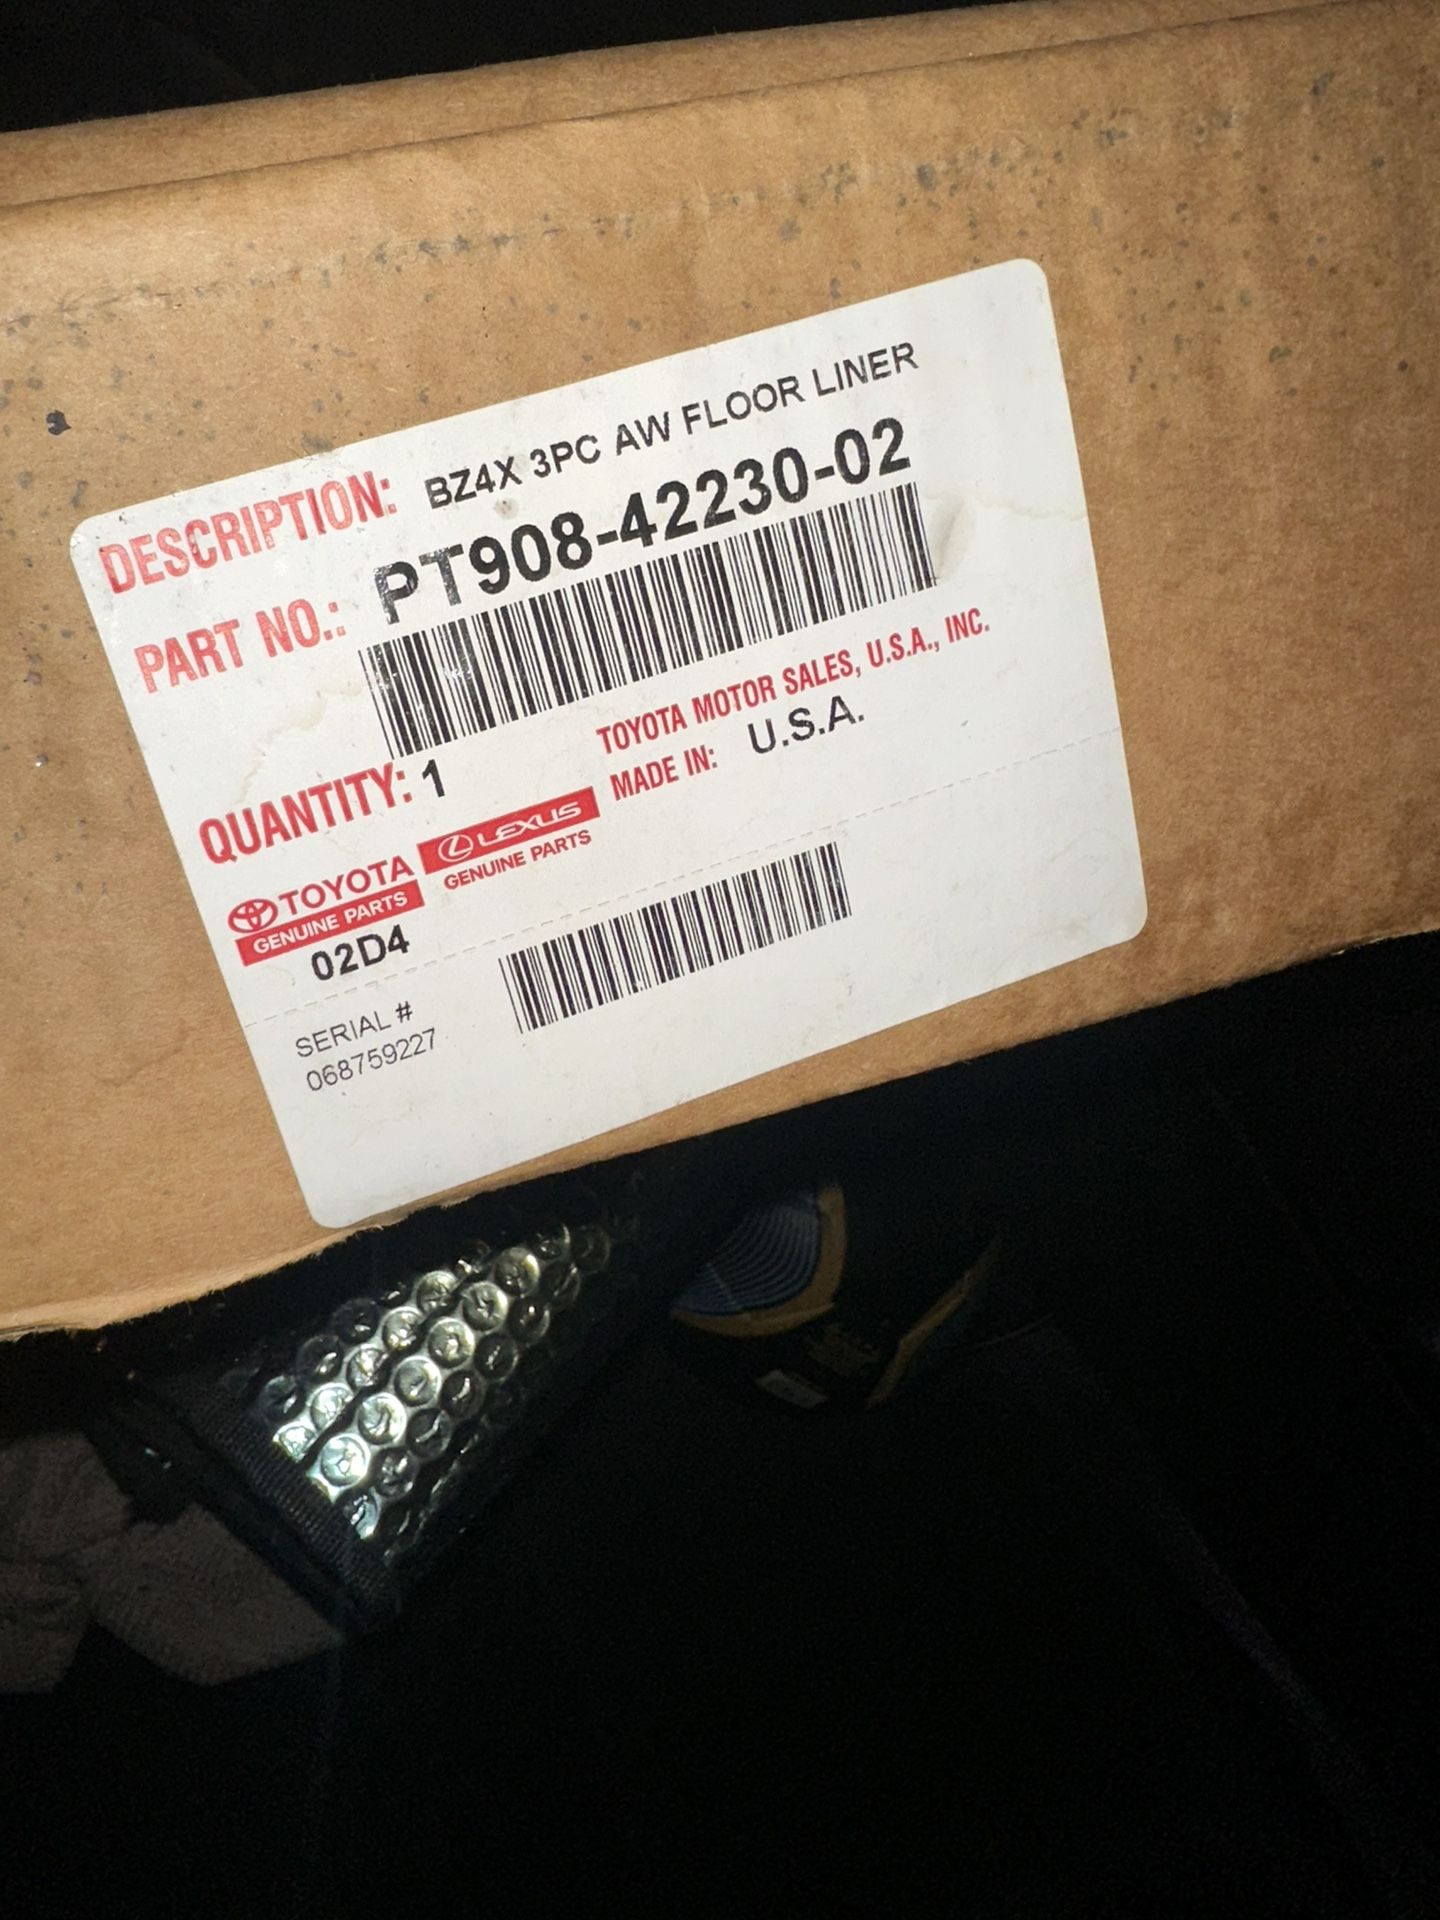 DESCRIPTION: BZ4X 3PC AW FLOOR LINER
PART NO.: PT908-42230-02
QUANTITY: 1
TOYOTA MOTOR SALES, U.S.A., INC.
MADE IN: U.S.A.
TOYOTA
GENUINE PARTS
LEXUS
GENUINE PARTS
02D4
SERIAL #
068759227